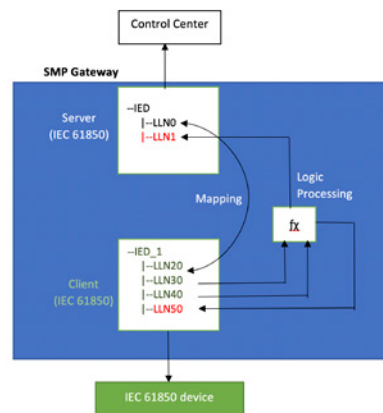 Control Center
SMP Gateway
Server
(IEC 61850)
--IED
|--LLN0
|--LLN1
Mapping
Logic
Processing
fx
Client
(IEC 61850)
--IED_1
|--LLN20
|--LLN30
|--LLN40
|--LLN50
IEC 61850 device